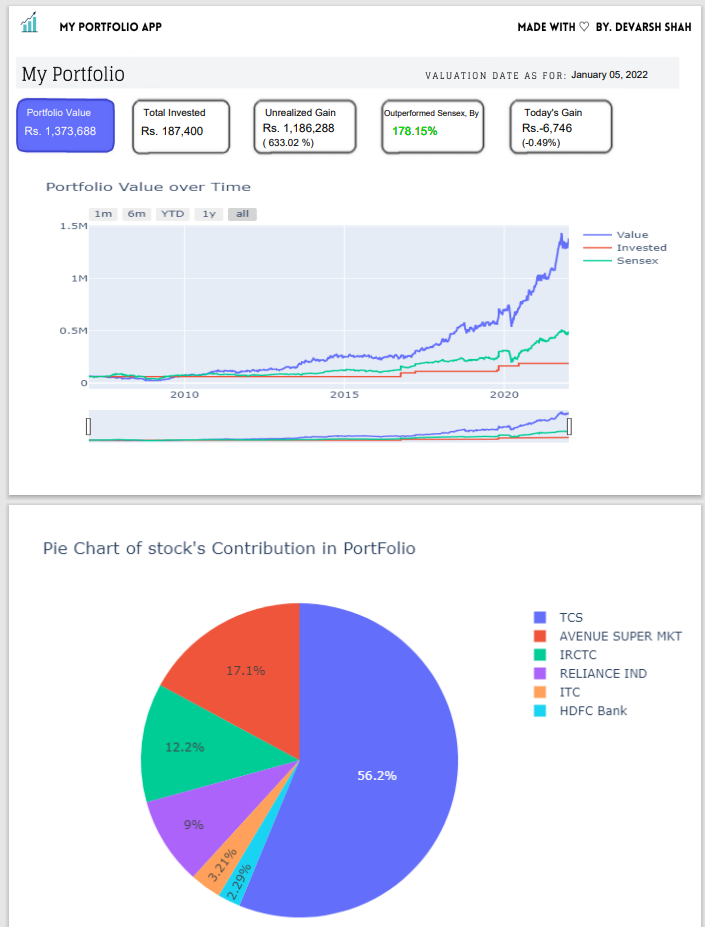 MY PORTFOLIO APP
MADE WITH ♡ BY. DEVARSH SHAH
My Portfolio
VALUATION DATE AS FOR: January 05, 2022
Portfolio Value
Rs. 1,373,688
Total Invested
Rs. 187,400
Unrealized Gain
Rs. 1,186,288
( 633.02 %)
Outperformed Sensex, By
178.15%
Today's Gain
Rs.-6,746
(-0.49%)
Portfolio Value over Time
1m 6m YTD 1y all
1.5M
1M
0.5M
0
2010 2015 2020
Value
Invested
Sensex
Pie Chart of stock's Contribution in PortFolio
TCS
AVENUE SUPER MKT
IRCTC
RELIANCE IND
ITC
HDFC Bank
17.1%
12.2%
56.2%
9%
3.21%
2.29%